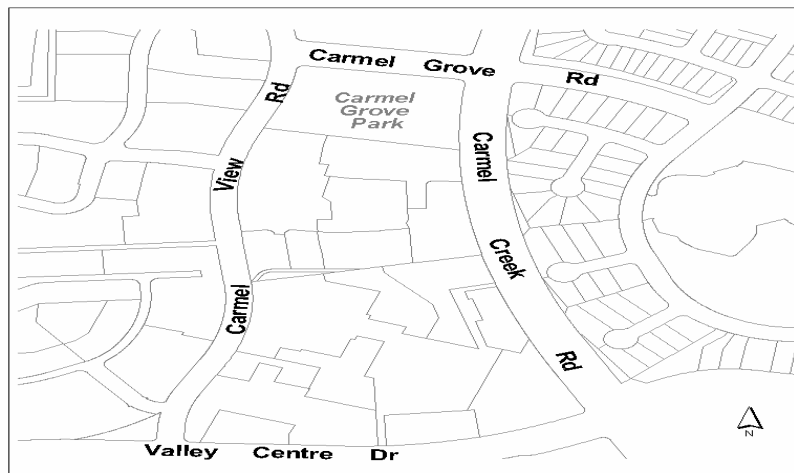 Carmel Grove Rd
Carmel
Grove
Park
Carmel View Rd
Carmel Creek Rd
Valley Centre Dr
N